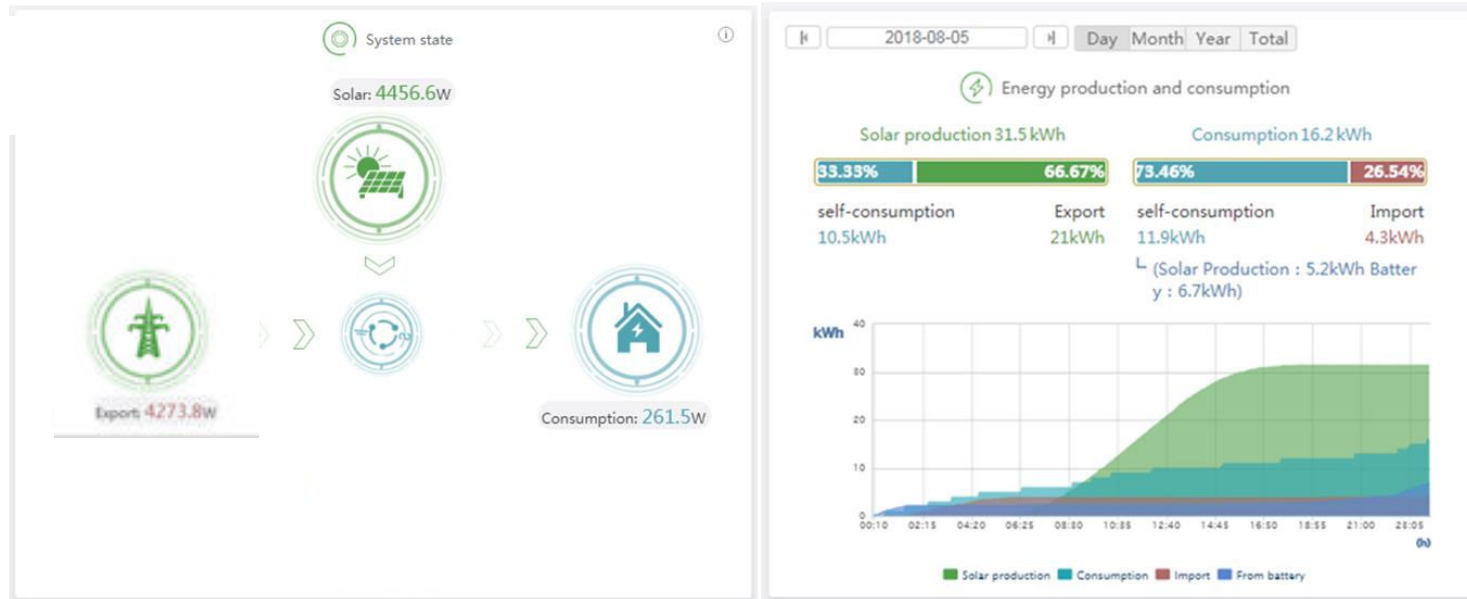 System state
Solar: 4456.6W
Export: 4273.8W
Consumption: 261.5W
2018-08-05
Day Month Year Total
Energy production and consumption
Solar production 31.5 kWh
Consumption 16.2 kWh
33.33% 66.67%
73.46% 26.54%
self-consumption Export
self-consumption Import
10.5kWh 21kWh
11.9kWh 4.3kWh
(Solar Production : 5.2kWh Batter
y : 6.7kWh)
kWh
40
30
20
10
0
00:10 02:15 04:20 06:25 08:30 10:35 12:40 14:45 16:50 18:55 21:00 23:05
(h)
Solar production Consumption Import From battery